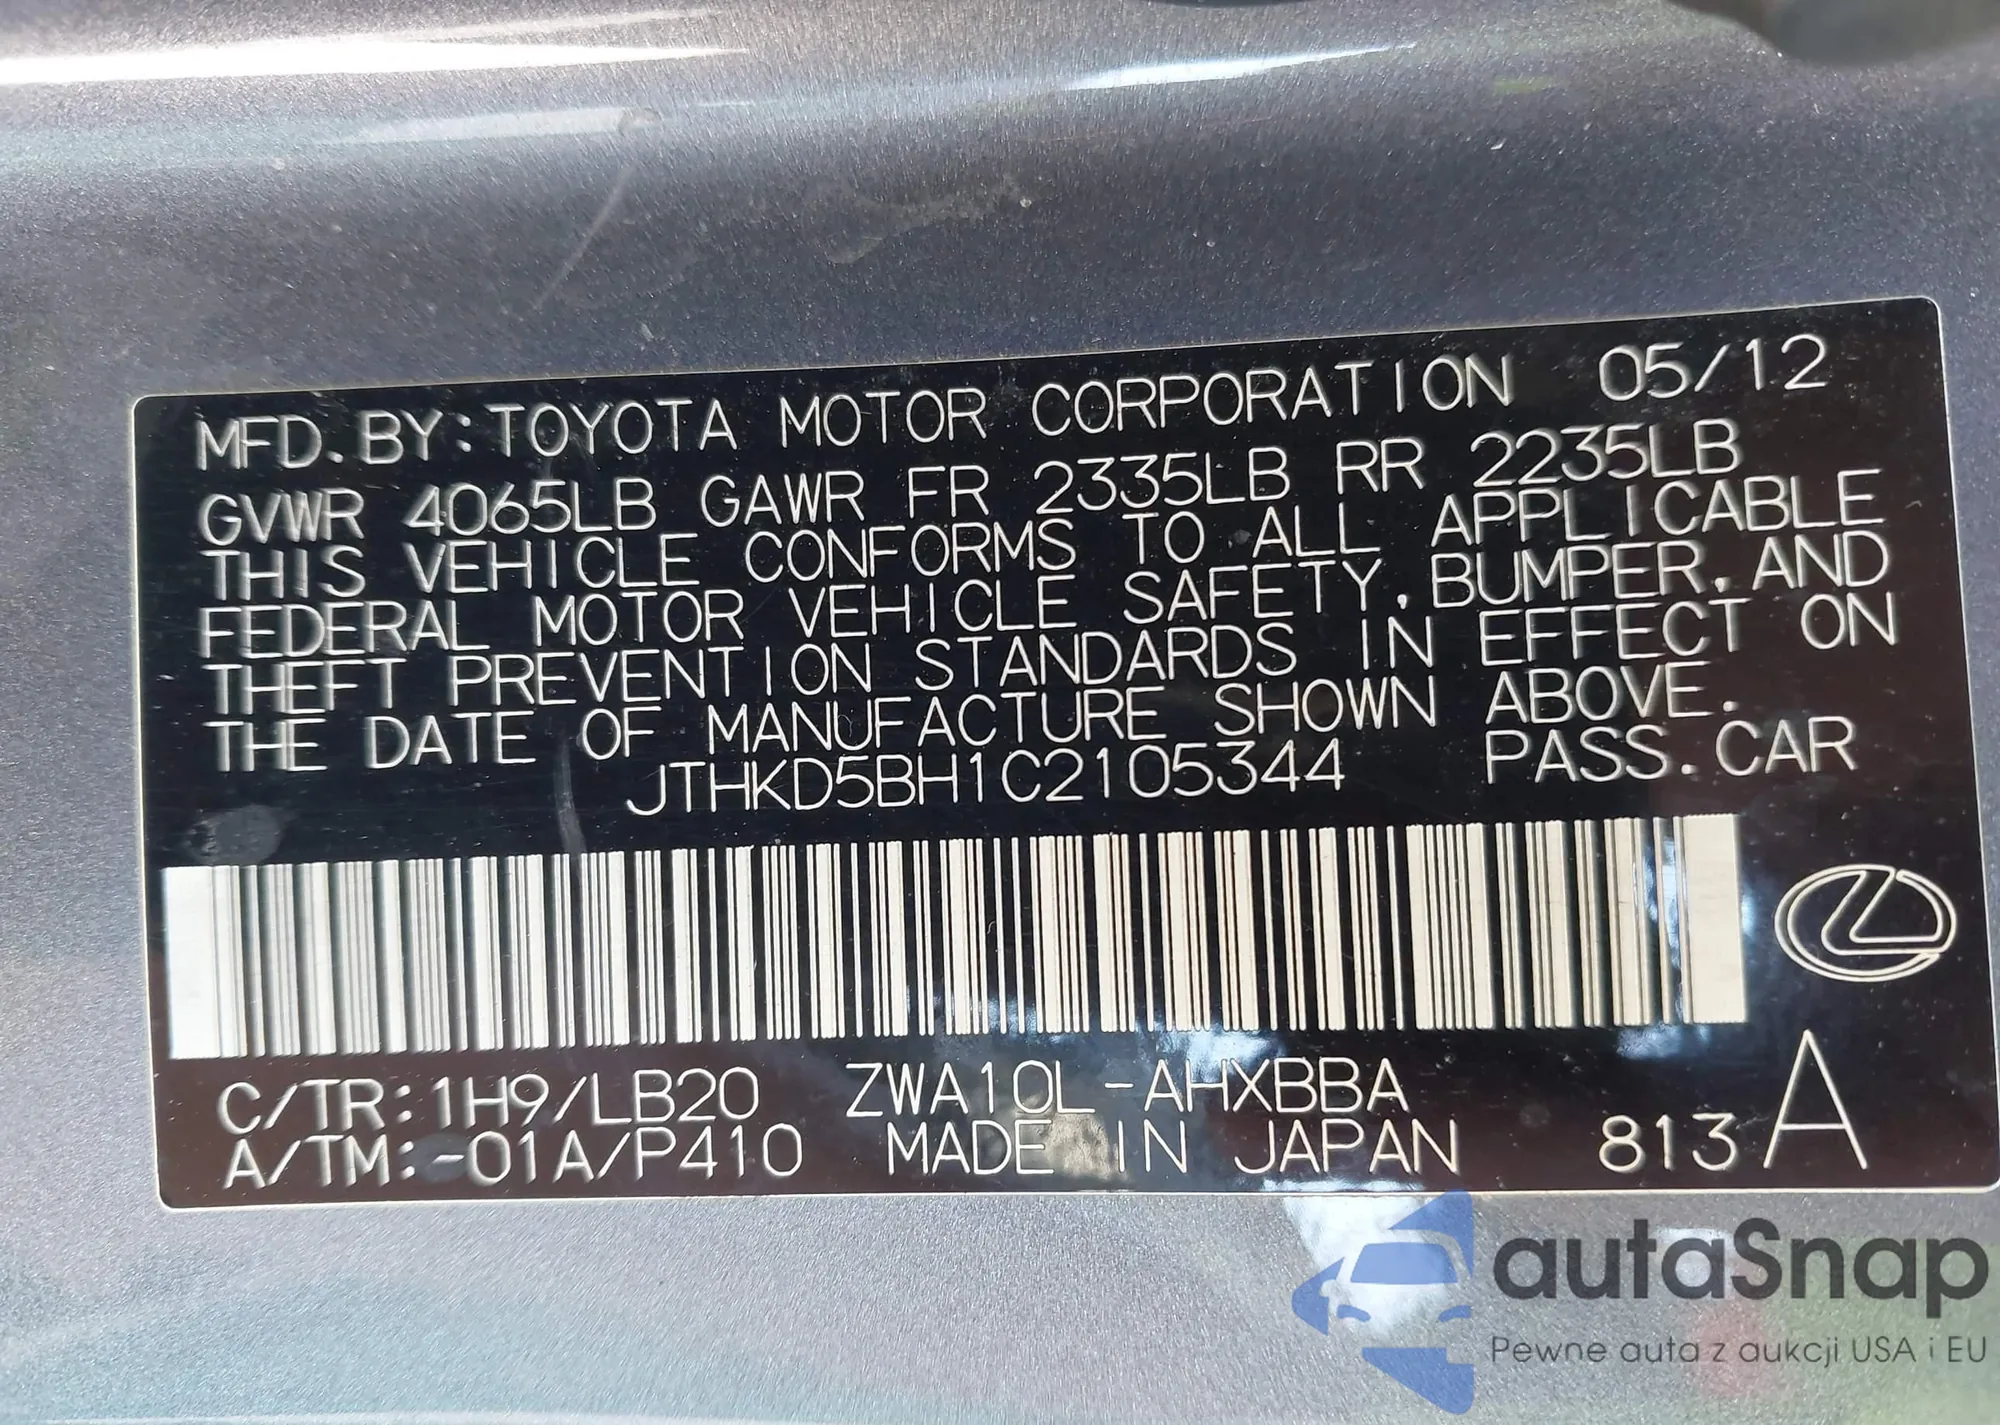 MFD.BY:TOYOTA MOTOR CORPORATION 05/12
GVWR 4065LB GAWR FR 2335LB RR 2235LB
THIS VEHICLE CONFORMS TO ALL APPLICABLE
FEDERAL MOTOR VEHICLE SAFETY,BUMPER,AND
THEFT PREVENTION STANDARDS IN EFFECT ON
THE DATE OF MANUFACTURE SHOWN ABOVE.
JTHKD5BH1C2105344 PASS.CAR
C/TR:1H9/LB20 ZWA10L-AHXBBA
A/TM:-01A/P410 MADE IN JAPAN 813 A
autaSnap
Pewne auta z aukcji USA i EU